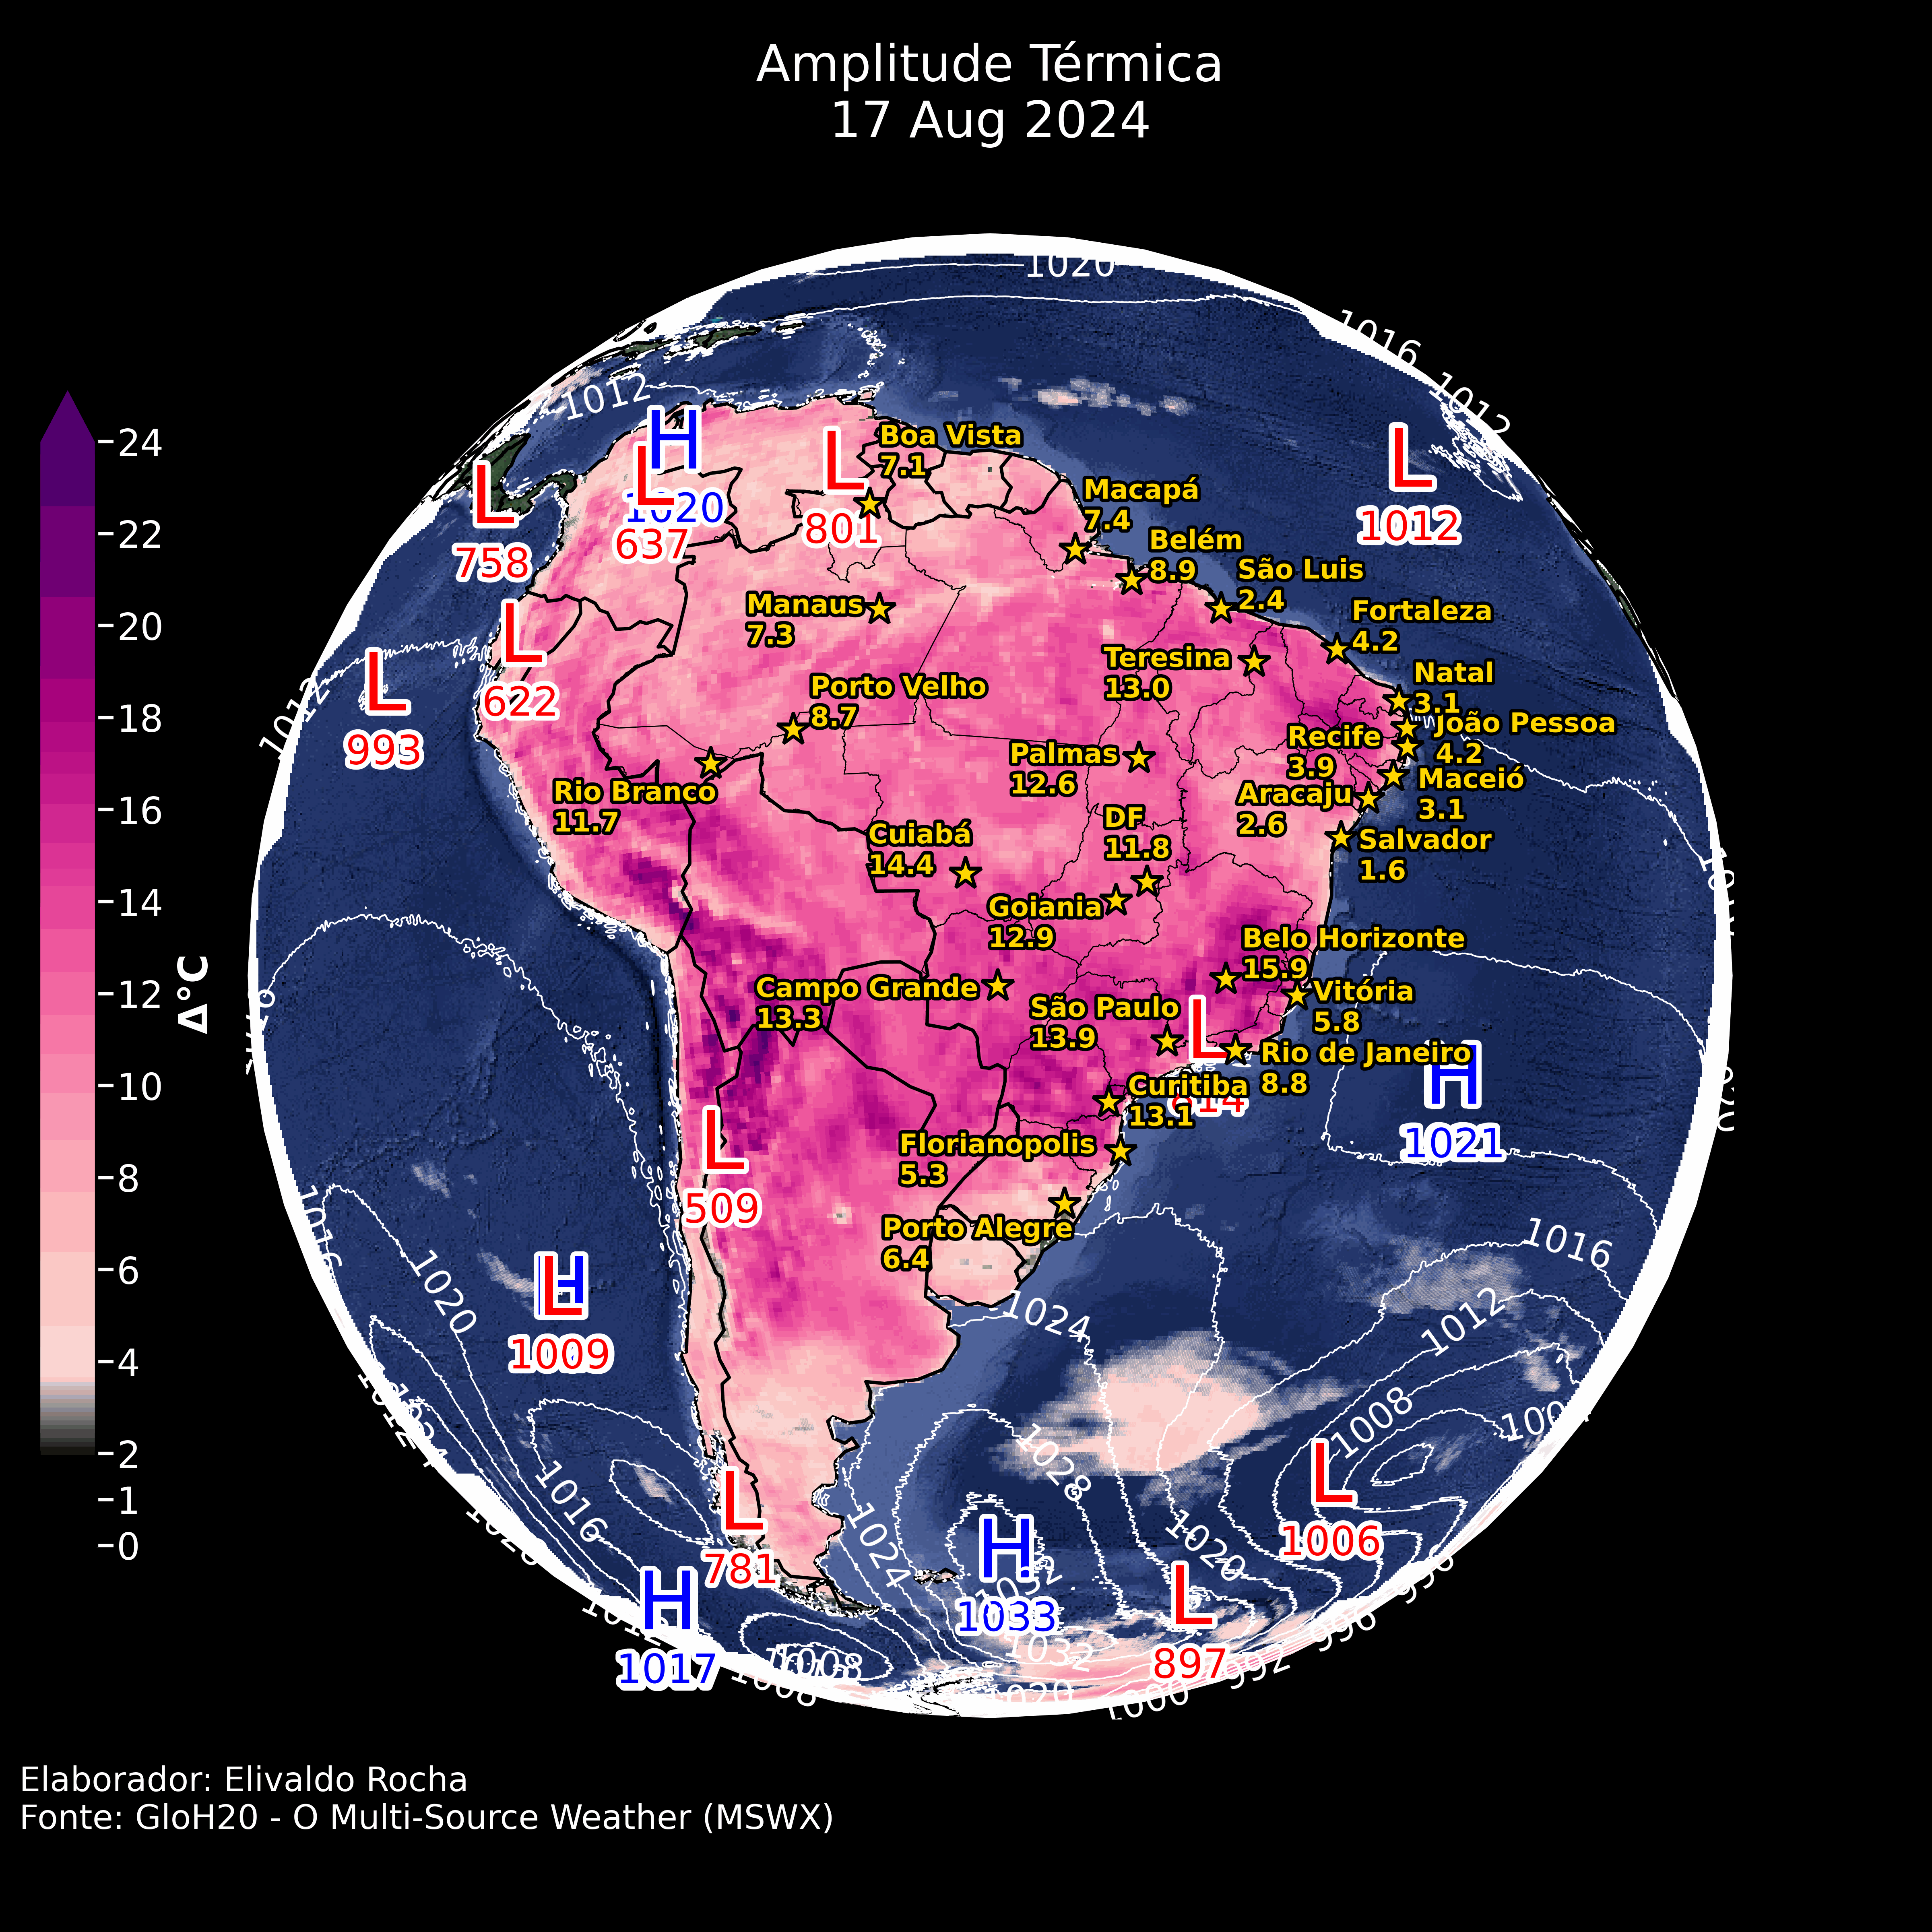 Amplitude Térmica
17 Aug 2024
1020
1016
1012
1012
H
1020
L
637
L
801
L
758
L
1012
Boa Vista
7.1
Macapá
7.4
Belém
8.9
São Luis
2.4
Fortaleza
4.2
Manaus
7.3
Teresina
13.0
Natal
3.1
João Pessoa
4.2
Porto Velho
8.7
L
622
L
993
1012
Recife
3.9
Palmas
12.6
Maceió
3.1
Rio Branco
11.7
Aracaju
2.6
DF
11.8
Cuiabá
14.4
Salvador
1.6
Goiania
12.9
Belo Horizonte
15.9
Campo Grande
13.3
Vitória
5.8
São Paulo
13.9
L
Rio de Janeiro
8.8
H
1021
Curitiba
13.1
L
509
Florianopolis
5.3
Porto Alegre
6.4
1016
1020
1016
1024
1012
H
L
1009
1008
1028
1016
1024
1020
L
1006
L
781
H
1033
1032
L
897
H
1017
1008
1020
1000
992
996
24
22
20
18
16
14
12
10
8
6
4
2
1
0
Δ°C
Elaborador: Elivaldo Rocha
Fonte: GloH20 - O Multi-Source Weather (MSWX)